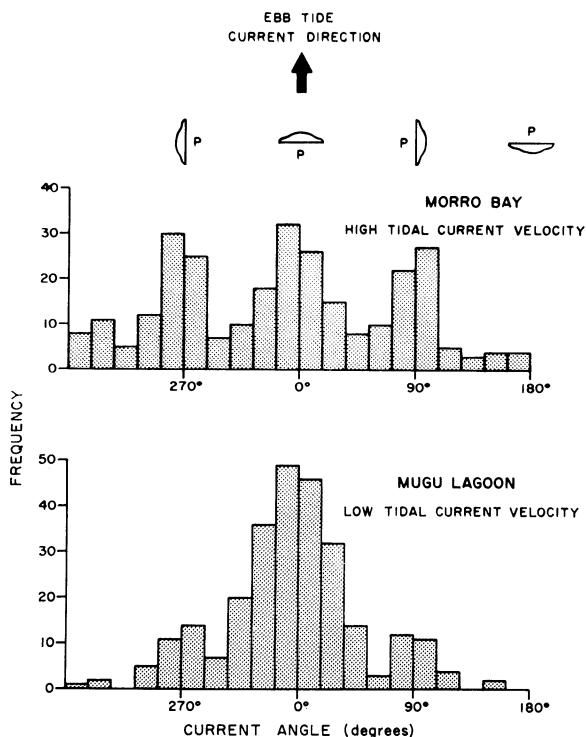 EBB TIDE
CURRENT DIRECTION
P
P
P
P
40
30
20
10
0
MORRO BAY
HIGH TIDAL CURRENT VELOCITY
270°
0°
90°
180°
FREQUENCY
50
40
30
20
10
0
MUGU LAGOON
LOW TIDAL CURRENT VELOCITY
270°
0°
90°
180°
CURRENT ANGLE (degrees)